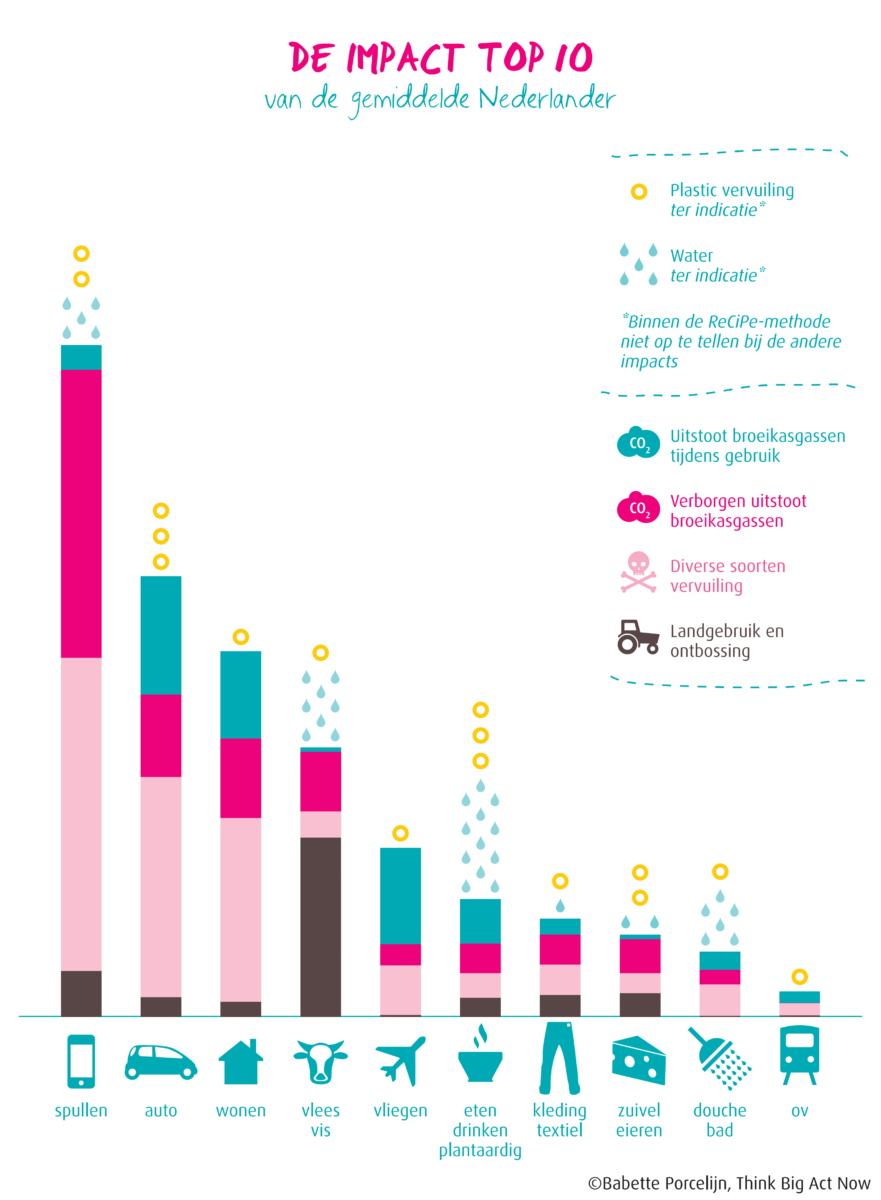 DE IMPACT TOP 10
van de gemiddelde Nederlander
Plastic vervuiling
ter indicatie*
Water
ter indicatie*
*Binnen de ReCiPe-methode
niet op te tellen bij de andere
impacts
CO2
Uitstoot broeikasgassen
tijdens gebruik
CO2
Verborgen uitstoot
broeikasgassen
Diverse soorten
vervuiling
Landgebruik en
ontbossing
spullen
auto
wonen
vlees
vis
vliegen
eten
drinken
plantaardig
kleding
textiel
zuivel
eieren
douche
bad
ov
©Babette Porcelijn, Think Big Act Now